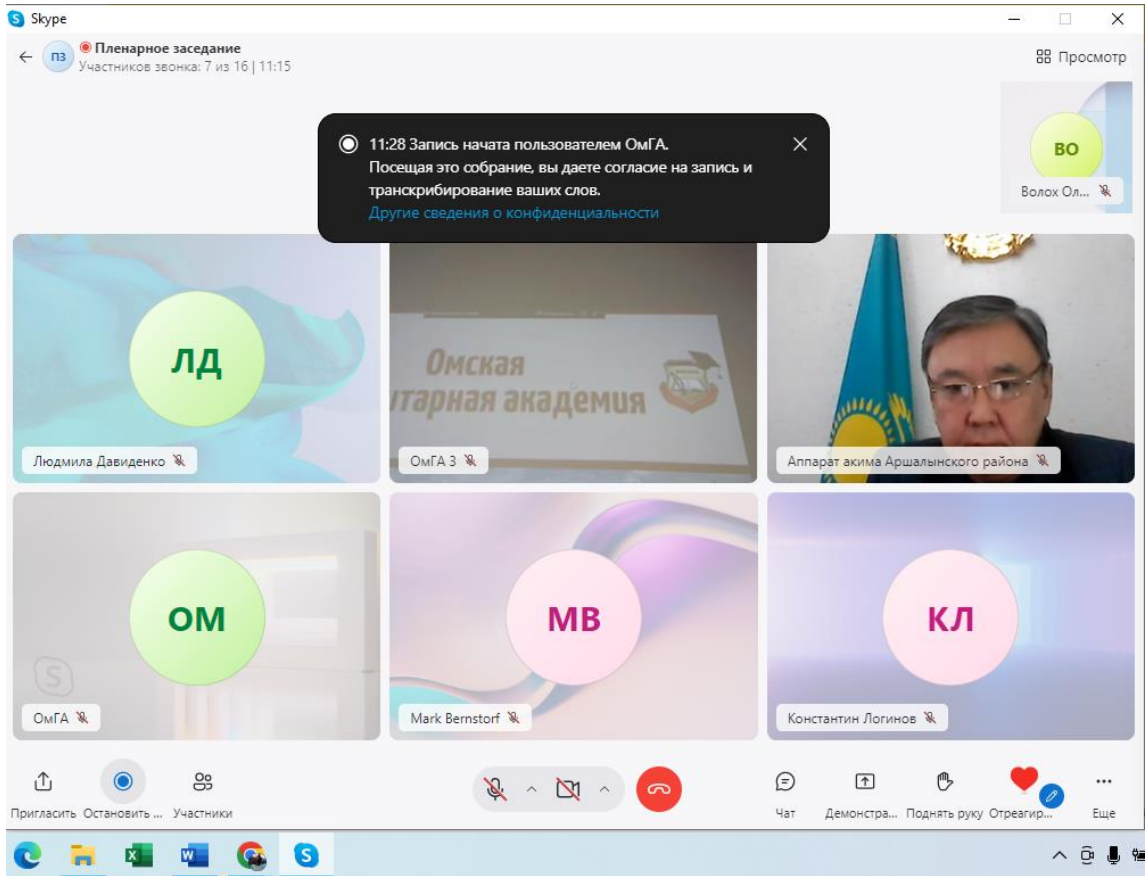 Skype
Пленарное заседание
Участников звонка: 7 из 16 | 11:15
ПЗ
Просмотр
11:28 Запись начата пользователем ОмГА.
Посещая это собрание, вы даете согласие на запись и
транскрибирование ваших слов.
Другие сведения о конфиденциальности
ВО
Волох Ол...
ЛД
Людмила Давиденко
Омская
итарная академия
ОмГА 3
Аппарат акима Аршалынского района
ОМ
ОмГА
MB
Mark Bernstorf
КЛ
Константин Логинов
Пригласить
Остановить ...
Участники
Чат
Демонстра...
Поднять руку
Отреагир...
Еще